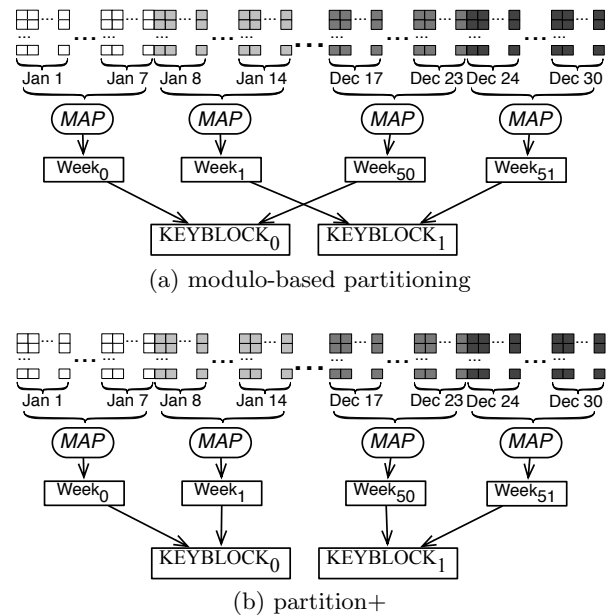 ... ... ... ... ... ... ... ...
... ... ... ... ... ... ... ... ... ... ...
Jan 1 Jan 7 Jan 8 Jan 14 Dec 17 Dec 23 Dec 24 Dec 30
MAP MAP MAP MAP
Week0 Week1 Week50 Week51
KEYBLOCK0 KEYBLOCK1
(a) modulo-based partitioning
... ... ... ... ... ... ... ...
... ... ... ... ... ... ... ... ... ... ...
Jan 1 Jan 7 Jan 8 Jan 14 Dec 17 Dec 23 Dec 24 Dec 30
MAP MAP MAP MAP
Week0 Week1 Week50 Week51
KEYBLOCK0 KEYBLOCK1
(b) partition+